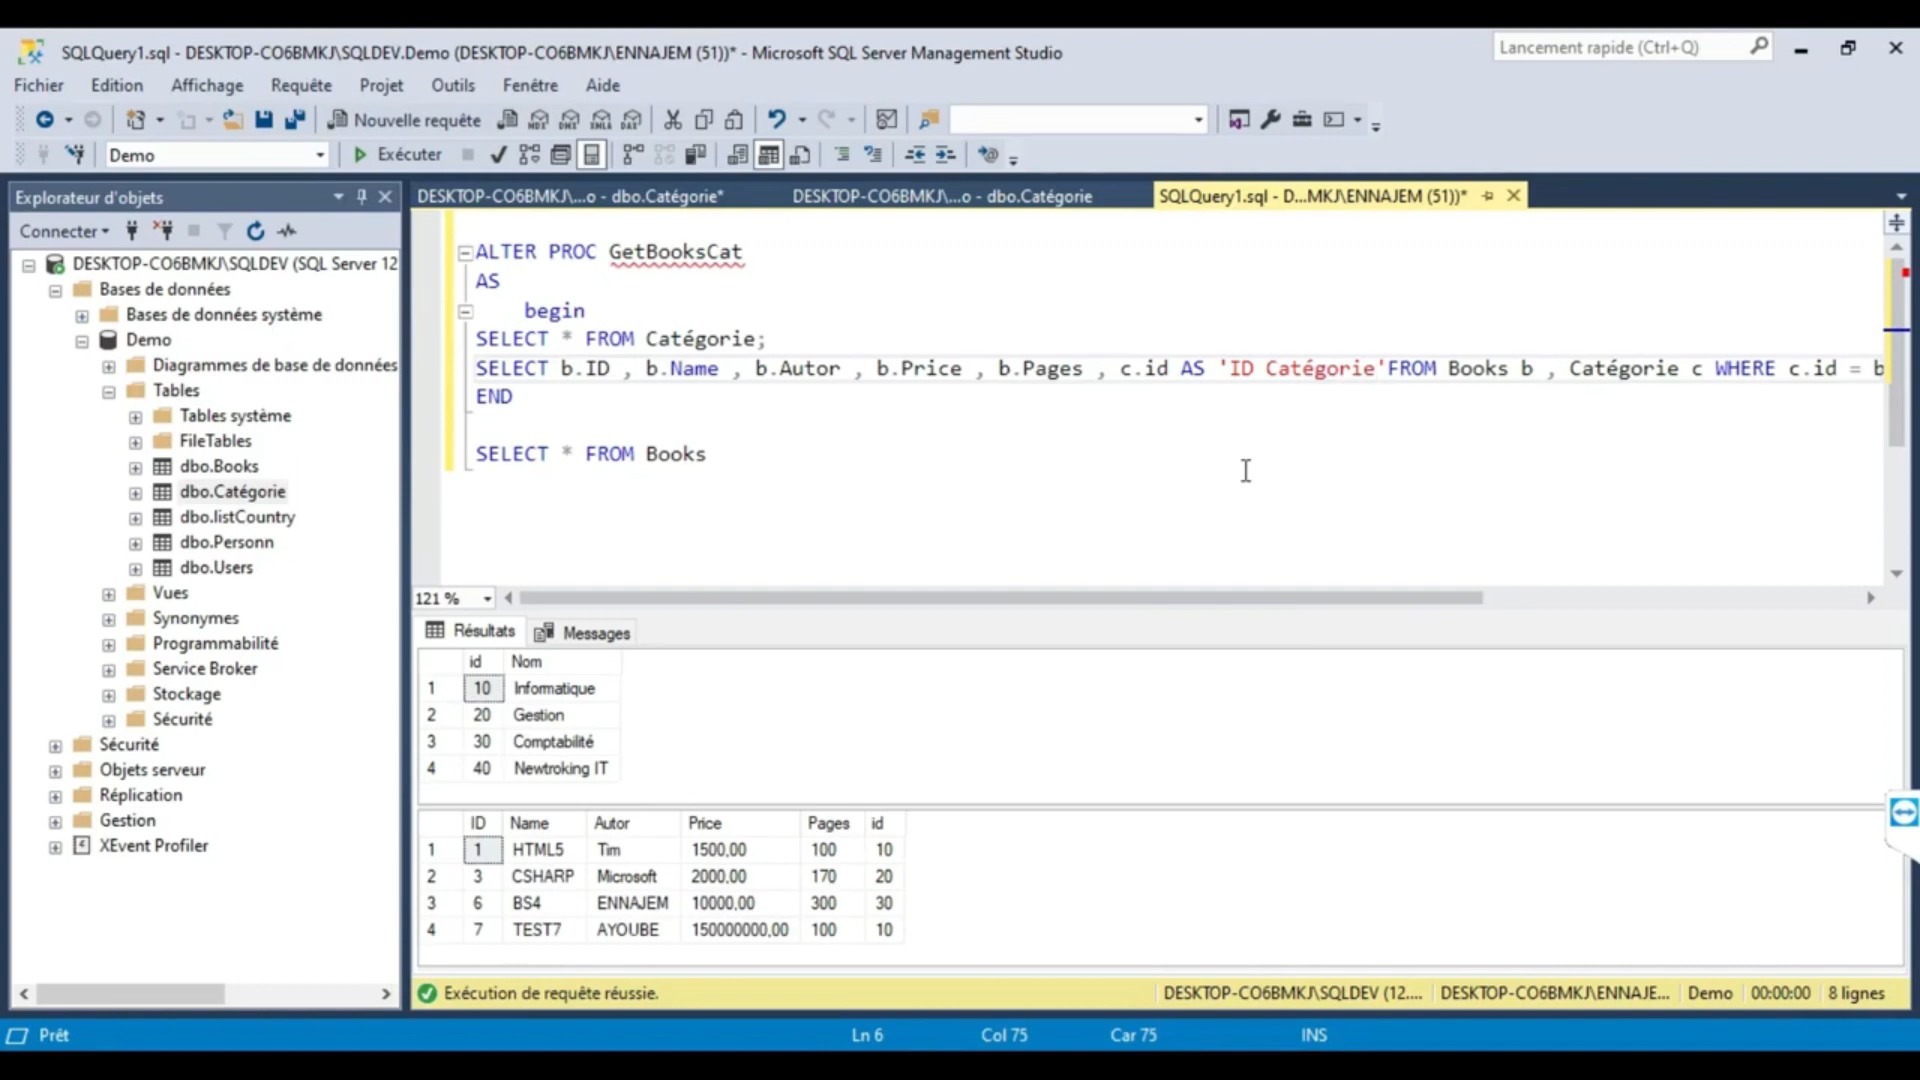 SQLQuery1.sql - DESKTOP-CO6BMKJ\SQLDEV.Demo (DESKTOP-CO6BMKJ\ENNAJEM (51))* - Microsoft SQL Server Management Studio
Lancement rapide (Ctrl+Q)
Fichier Edition Affichage Requête Projet Outils Fenêtre Aide
Nouvelle requête
MDX DMX XMLA DAX
Demo
Exécuter
Explorateur d'objets
Connecter
DESKTOP-CO6BMKJ\SQLDEV (SQL Server 12
Bases de données
Bases de données système
Demo
Diagrammes de base de données
Tables
Tables système
FileTables
dbo.Books
dbo.Catégorie
dbo.listCountry
dbo.Personn
dbo.Users
Vues
Synonymes
Programmabilité
Service Broker
Stockage
Sécurité
Sécurité
Objets serveur
Réplication
Gestion
XEvent Profiler
DESKTOP-CO6BMKJ\...o - dbo.Catégorie*
DESKTOP-CO6BMKJ\...o - dbo.Catégorie
SQLQuery1.sql - D...MKJ\ENNAJEM (51))*
ALTER PROC GetBooksCat
AS
begin
SELECT * FROM Catégorie;
SELECT b.ID , b.Name , b.Autor , b.Price , b.Pages , c.id AS 'ID Catégorie'FROM Books b , Catégorie c WHERE c.id = b
END
SELECT * FROM Books
121 %
Résultats Messages
id Nom
1 10 Informatique
2 20 Gestion
3 30 Comptabilité
4 40 Newtroking IT
ID Name Autor Price Pages id
1 1 HTML5 Tim 1500,00 100 10
2 3 CSHARP Microsoft 2000,00 170 20
3 6 BS4 ENNAJEM 10000,00 300 30
4 7 TEST7 AYOUBE 150000000,00 100 10
Exécution de requête réussie.
DESKTOP-CO6BMKJ\SQLDEV (12.... DESKTOP-CO6BMKJ\ENNAJE... Demo 00:00:00 8 lignes
Prêt
Ln 6 Col 75 Car 75 INS